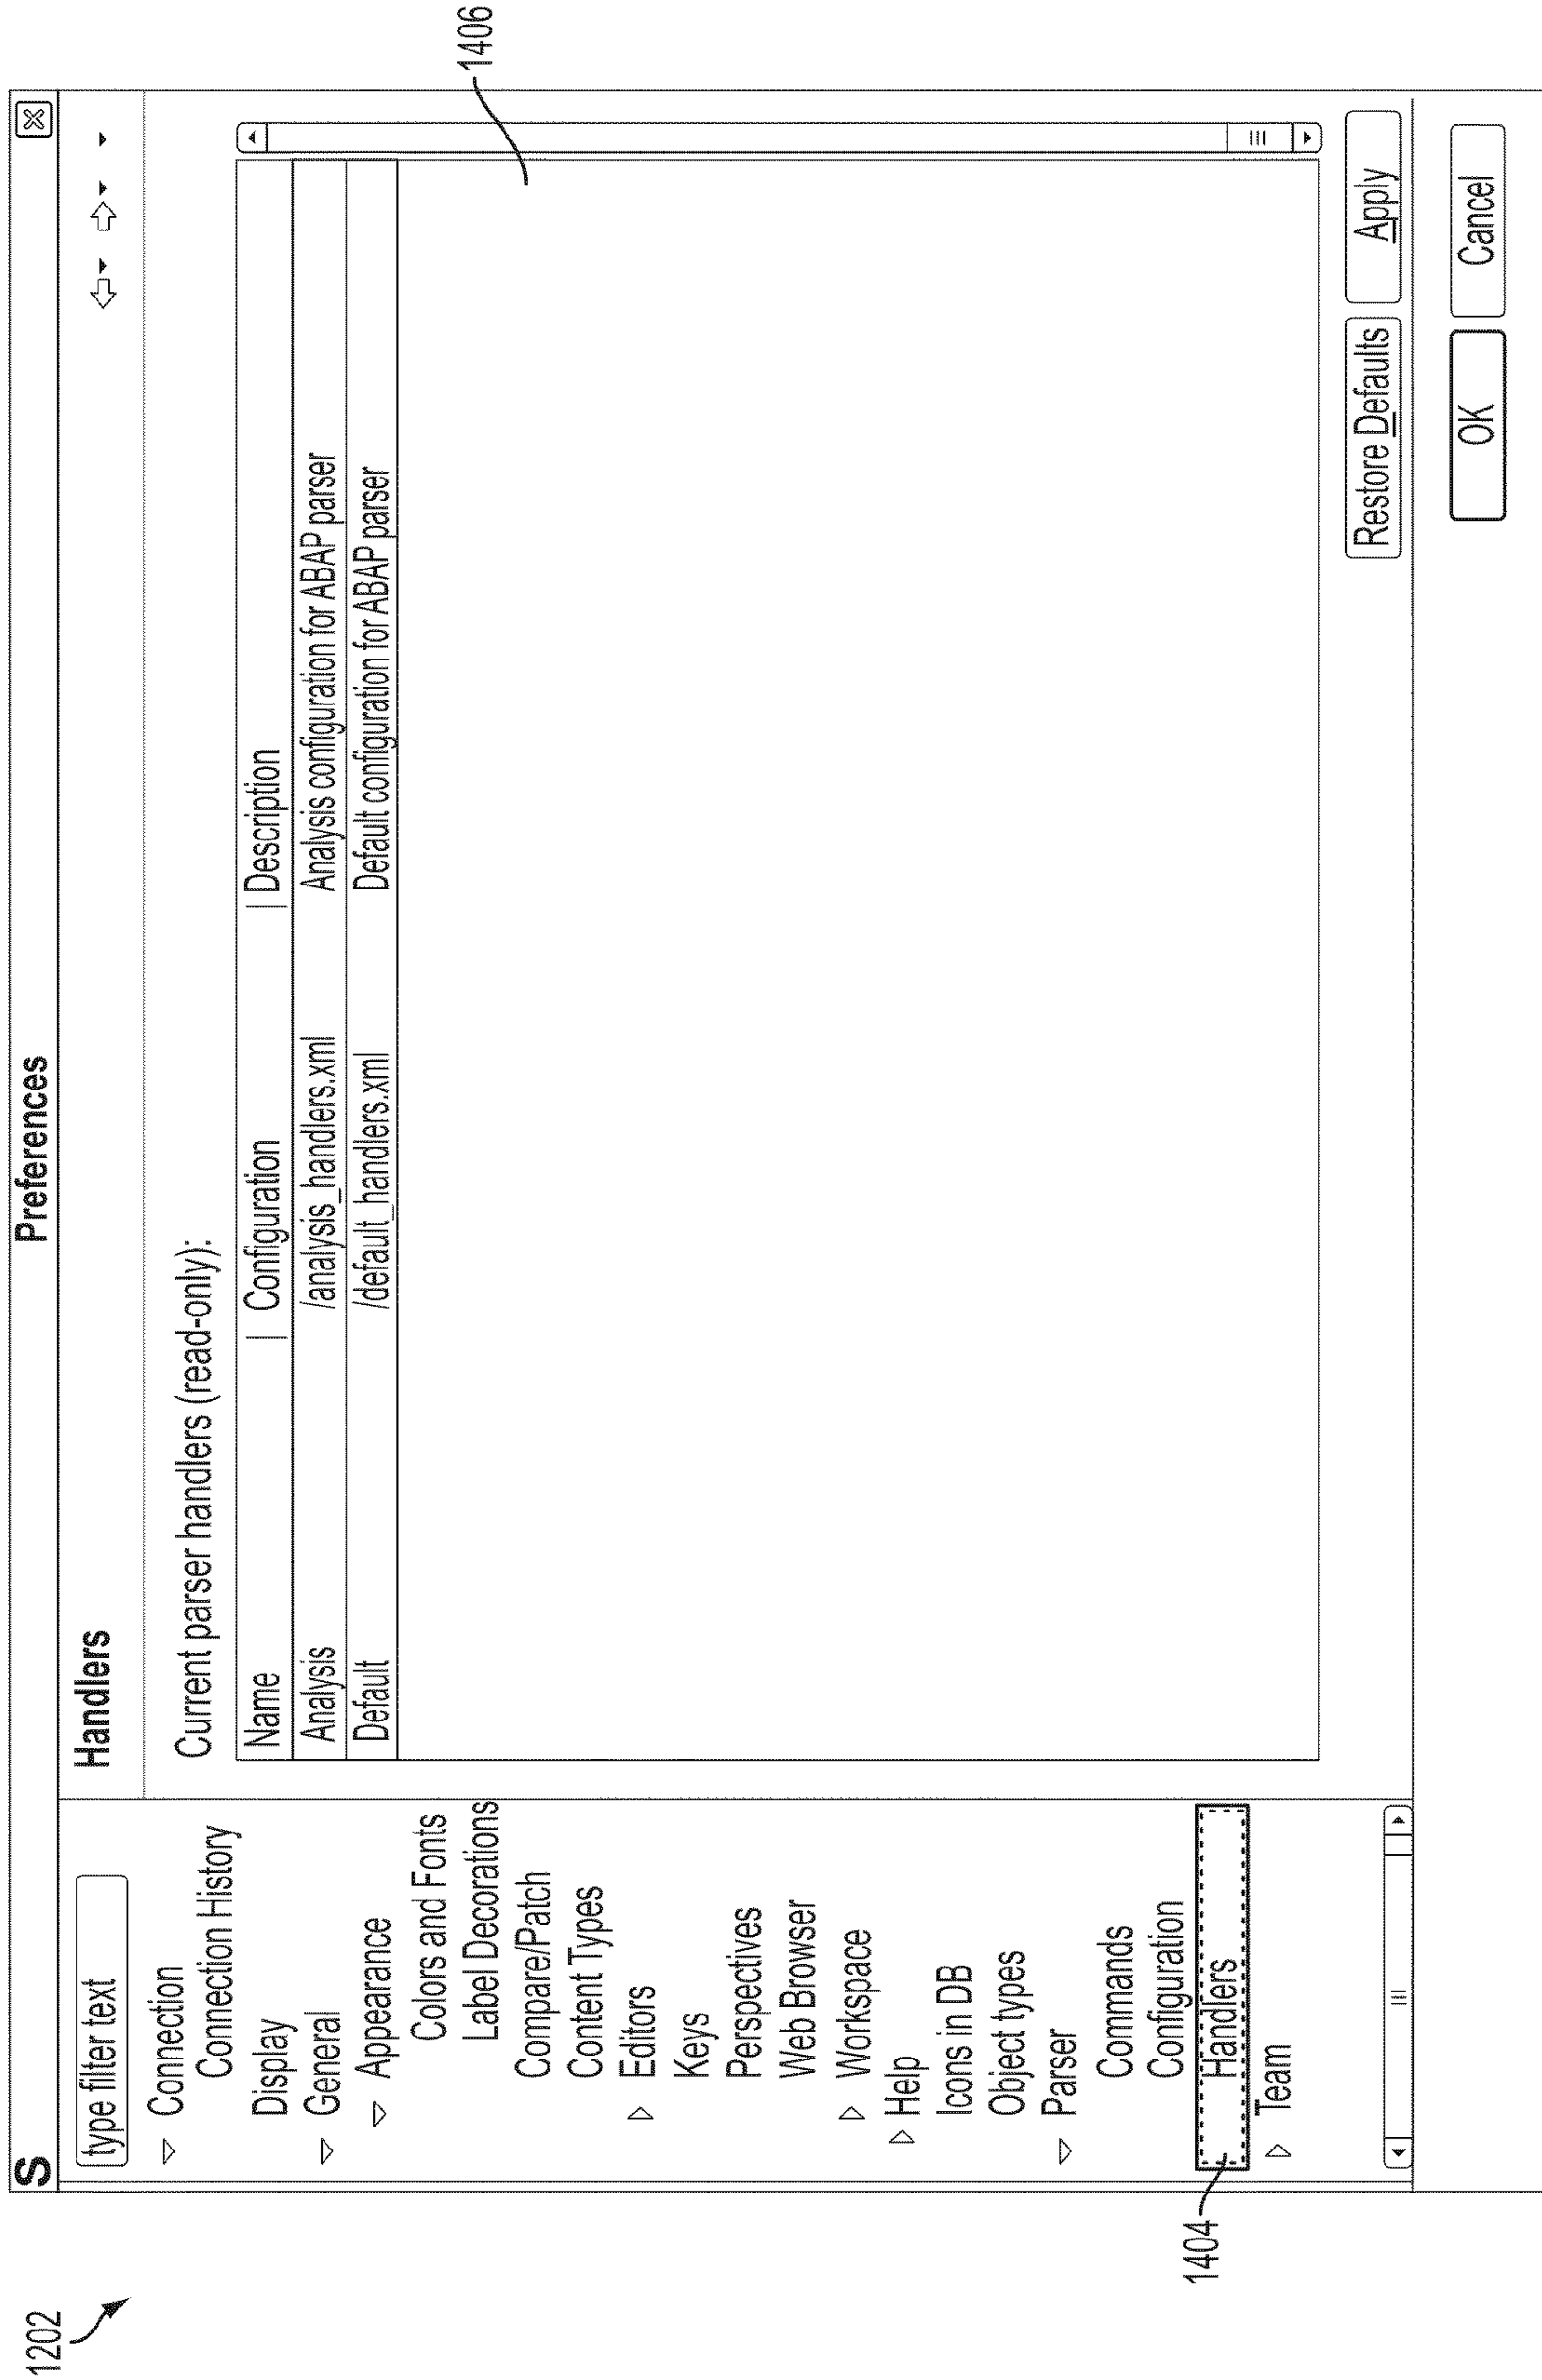 1202
S
Preferences
type filter text
Connection
Connection History
Display
General
Appearance
Colors and Fonts
Label Decorations
Compare/Patch
Content Types
Editors
Keys
Perspectives
Web Browser
Workspace
Help
Icons in DB
Object types
Parser
Commands
Configuration
Handlers
Team
1404
Handlers
Current parser handlers (read-only):
Name | Configuration | Description
Analysis /analysis_handlers.xml Analysis configuration for ABAP parser
Default /default_handlers.xml Default configuration for ABAP parser
1406
Restore Defaults Apply
OK Cancel